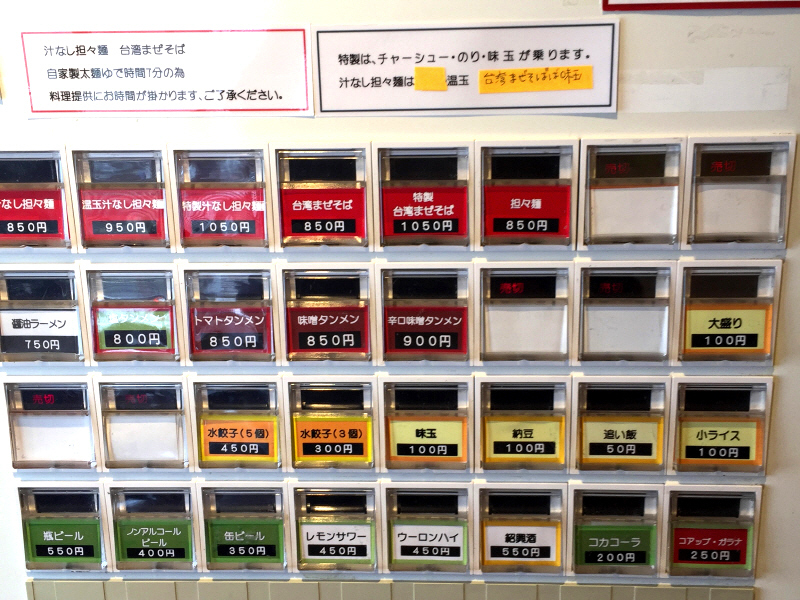 汁なし担々麺 台湾まぜそば
自家製太麺ゆで時間7分の為
料理提供にお時間が掛かります、ご了承ください。
特製は、チャーシュー・のり・味玉が乗ります。
汁なし担々麺は 温玉 台湾まぜそばは味玉
売切
売切
汁なし担々麺
850円
温玉汁なし担々麺
950円
特製汁なし担々麺
1050円
台湾まぜそば
850円
特製
台湾まぜそば
1050円
担々麺
850円
売切
売切
醤油ラーメン
750円
800円
トマトタンメン
850円
味噌タンメン
850円
辛口味噌タンメン
900円
大盛り
100円
売切
売切
水餃子(5個)
450円
水餃子(3個)
300円
味玉
100円
納豆
100円
追い飯
50円
小ライス
100円
瓶ビール
550円
ノンアルコール
ビール
400円
缶ビール
350円
レモンサワー
450円
ウーロンハイ
450円
紹興酒
550円
コカコーラ
200円
コアップ・ガラナ
250円